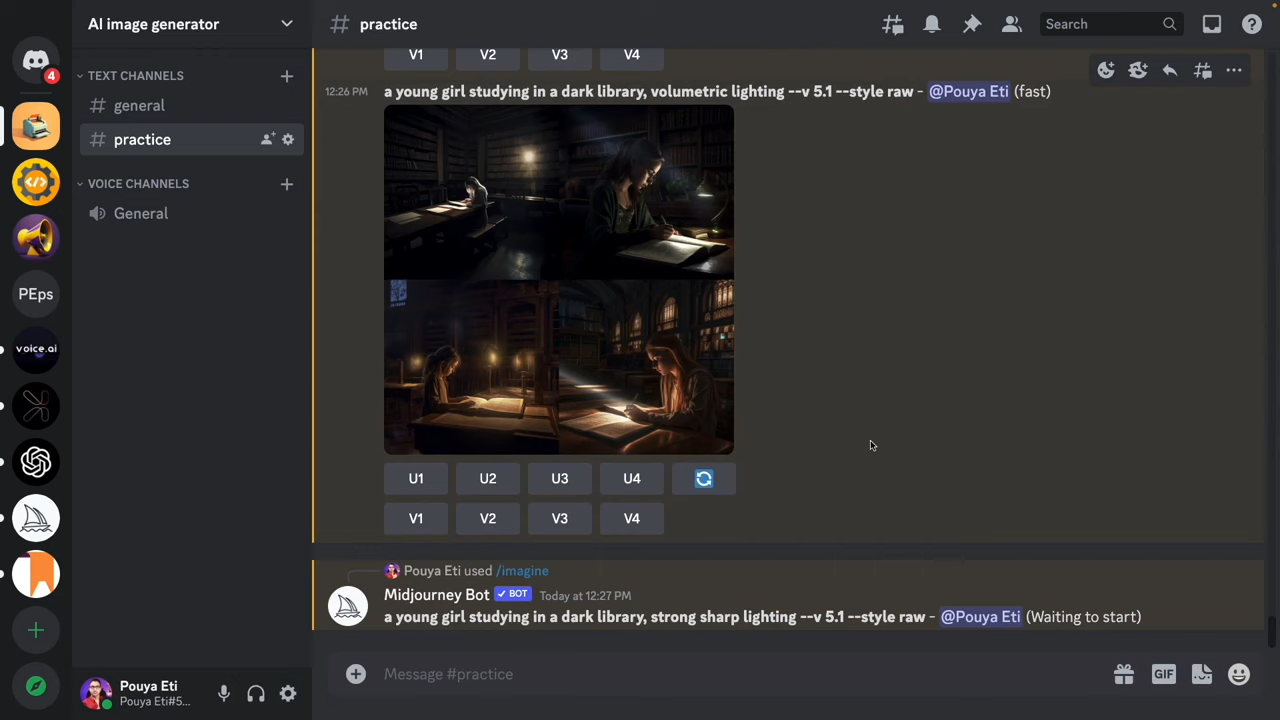 AI image generator
# practice
Search
4
TEXT CHANNELS
# general
# practice
VOICE CHANNELS
General
PEps
voice.ai
Pouya Eti
Pouya Eti#5...
V1 V2 V3 V4
12:26 PM a young girl studying in a dark library, volumetric lighting --v 5.1 --style raw - @Pouya Eti (fast)
U1 U2 U3 U4
V1 V2 V3 V4
Pouya Eti used /imagine
Midjourney Bot ✓ BOT Today at 12:27 PM
a young girl studying in a dark library, strong sharp lighting --v 5.1 --style raw - @Pouya Eti (Waiting to start)
Message #practice
GIF